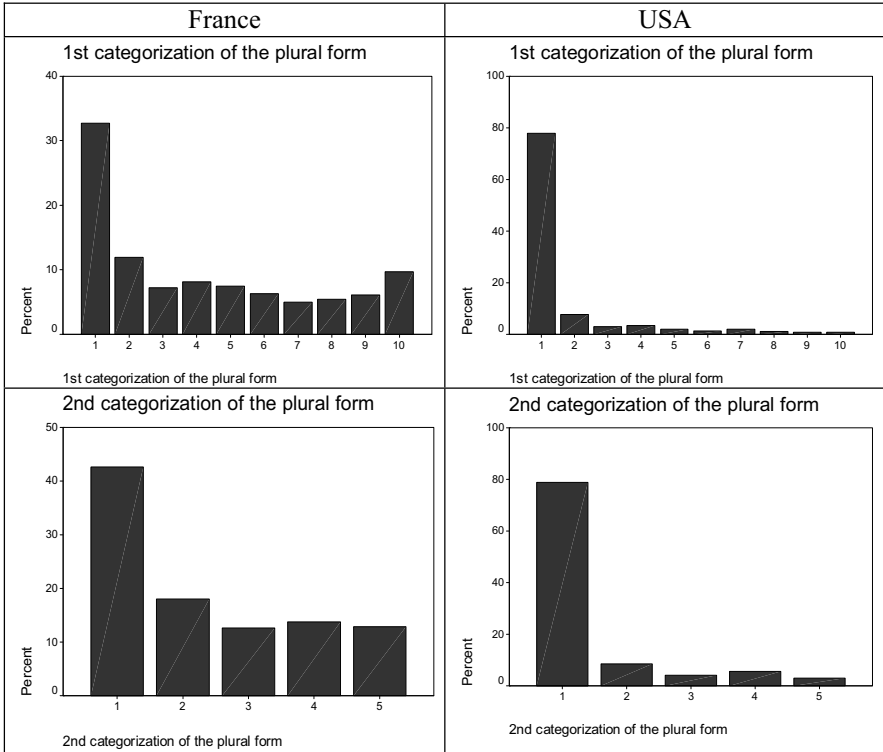 France
USA
1st categorization of the plural form
40
30
20
10
0
Percent
1 2 3 4 5 6 7 8 9 10
1st categorization of the plural form
1st categorization of the plural form
100
80
60
40
20
0
Percent
1 2 3 4 5 6 7 8 9 10
1st categorization of the plural form
2nd categorization of the plural form
50
40
30
20
10
0
Percent
1 2 3 4 5
2nd categorization of the plural form
2nd categorization of the plural form
100
80
60
40
20
0
Percent
1 2 3 4 5
2nd categorization of the plural form